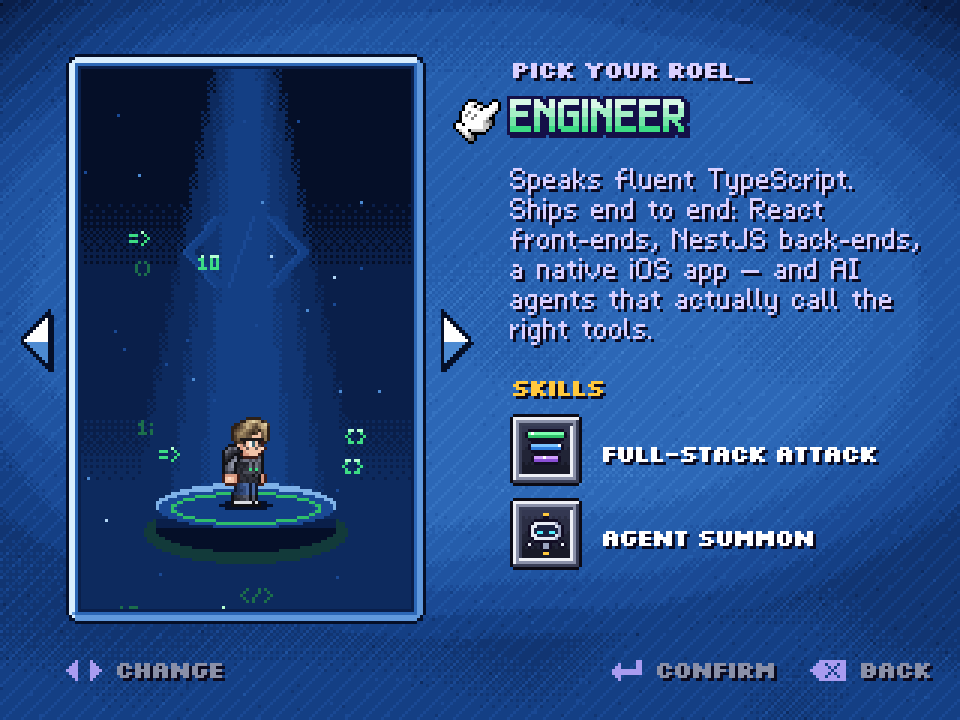 PICK YOUR ROEL_
ENGINEER
Speaks fluent TypeScript.
Ships end to end: React
front-ends, NestJS back-ends,
a native iOS app — and AI
agents that actually call the
right tools.
SKILLS
FULL-STACK ATTACK
AGENT SUMMON
=>
()
10
1;
=>
{}
{}
</>
CHANGE
CONFIRM
BACK